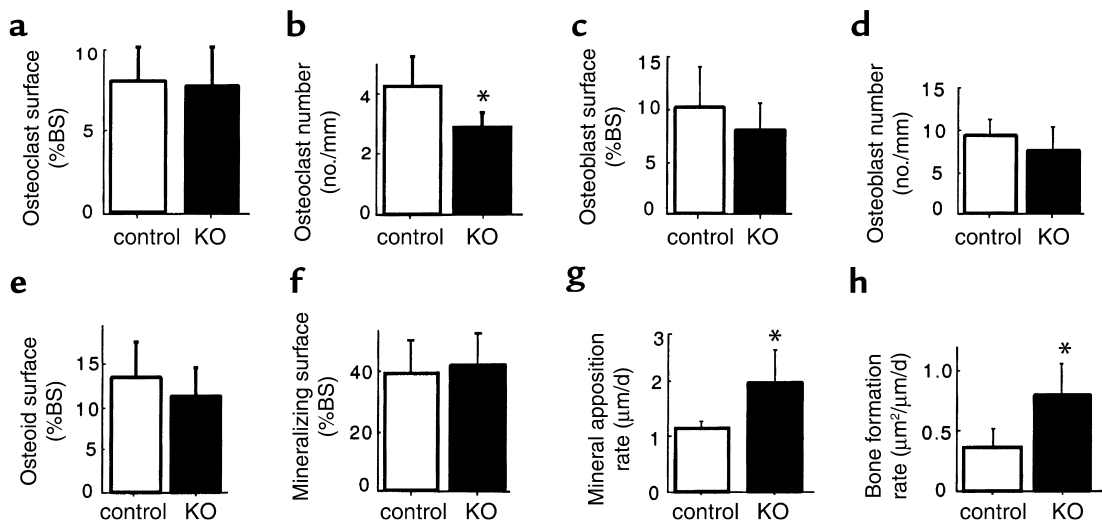 a
Osteoclast surface
(%BS)
10
5
0
control KO
b
Osteoclast number
(no./mm)
4
2
0
*
control KO
c
Osteoblast surface
(%BS)
15
10
5
0
control KO
d
Osteoblast number
(no./mm)
15
10
5
0
control KO
e
Osteoid surface
(%BS)
15
10
5
0
control KO
f
Mineralizing surface
(%BS)
40
20
0
control KO
g
Mineral apposition
rate (μm/d)
3
2
1
0
*
control KO
h
Bone formation
rate (μm²/μm/d)
1.0
0.5
0
*
control KO